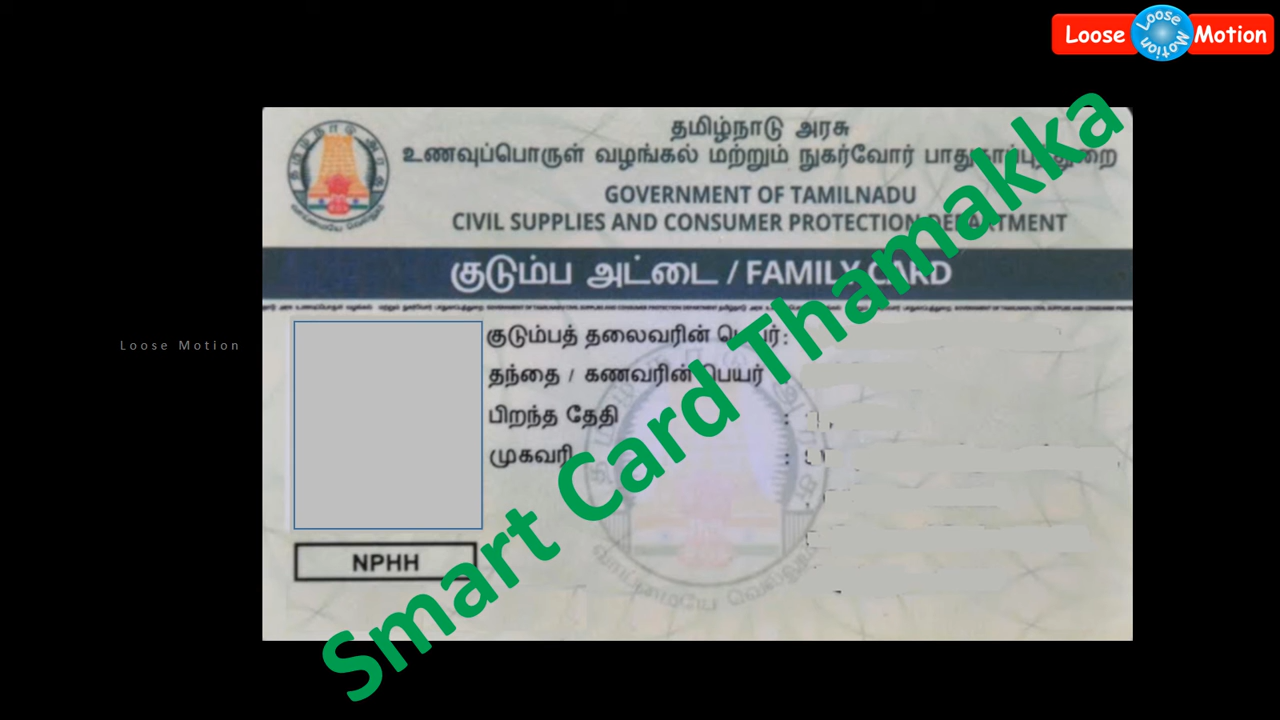 Loose Loose Motion Motion
தமிழ்நாடு அரசு
உணவுப்பொருள் வழங்கல் மற்றும் நுகர்வோர் பாதுகாப்புத்துறை
GOVERNMENT OF TAMILNADU
CIVIL SUPPLIES AND CONSUMER PROTECTION DEPARTMENT
குடும்ப அட்டை / FAMILY CARD
குடும்பத் தலைவரின் பெயர்:
தந்தை / கணவரின் பெயர்
பிறந்த தேதி :
முகவரி :
NPHH
Loose Motion
Smart Card Thamakka
தமிழ்நாடு அரசு
வாய்மையே வெல்லும்